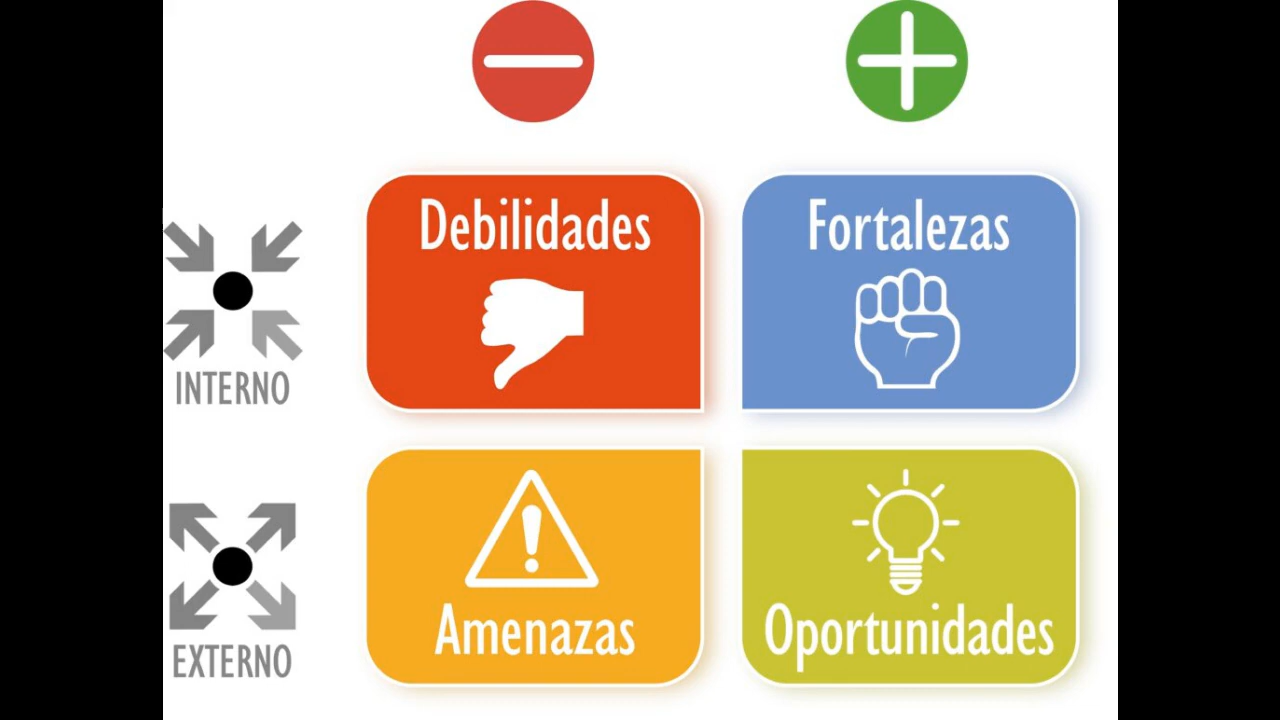 Debilidades
Fortalezas
INTERNO
Amenazas
Oportunidades
EXTERNO